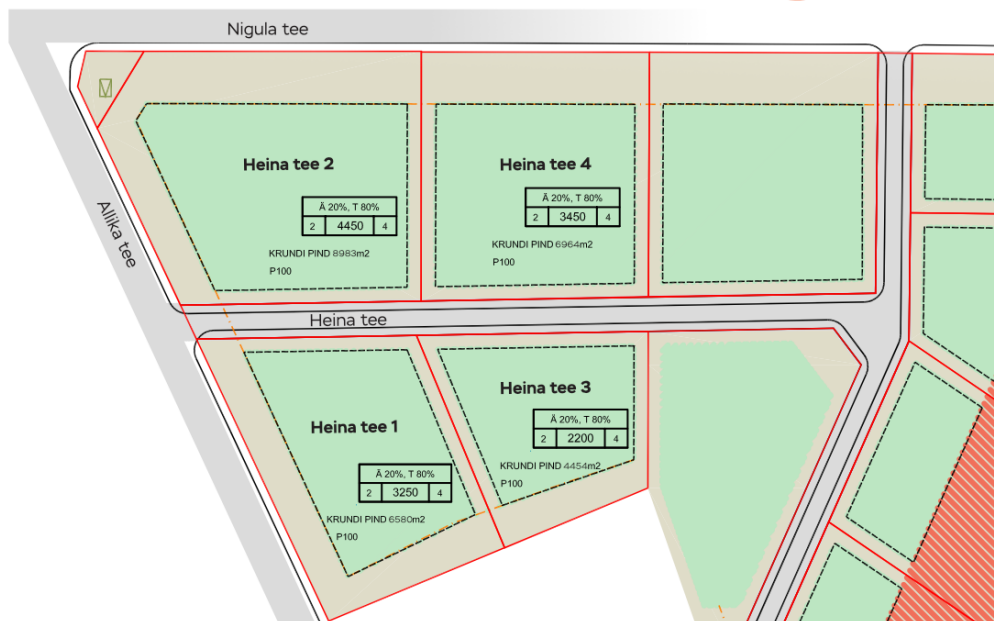 Nigula tee
Allika tee
Heina tee 2
Ä 20%, T 80%
2 4450 4
KRUNDI PIND 8983m2
P100
Heina tee 4
Ä 20%, T 80%
2 3450 4
KRUNDI PIND 6964m2
P100
Heina tee
Heina tee 1
Ä 20%, T 80%
2 3250 4
KRUNDI PIND 6580m2
P100
Heina tee 3
Ä 20%, T 80%
2 2200 4
KRUNDI PIND 4454m2
P100